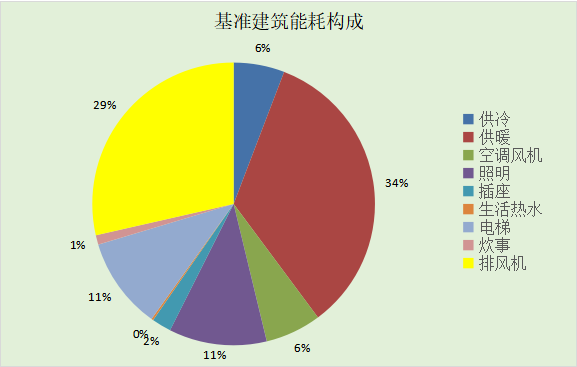 基准建筑能耗构成
6%
29%
34%
1%
11%
0%
2%
11%
6%
供冷
供暖
空调风机
照明
插座
生活热水
电梯
炊事
排风机